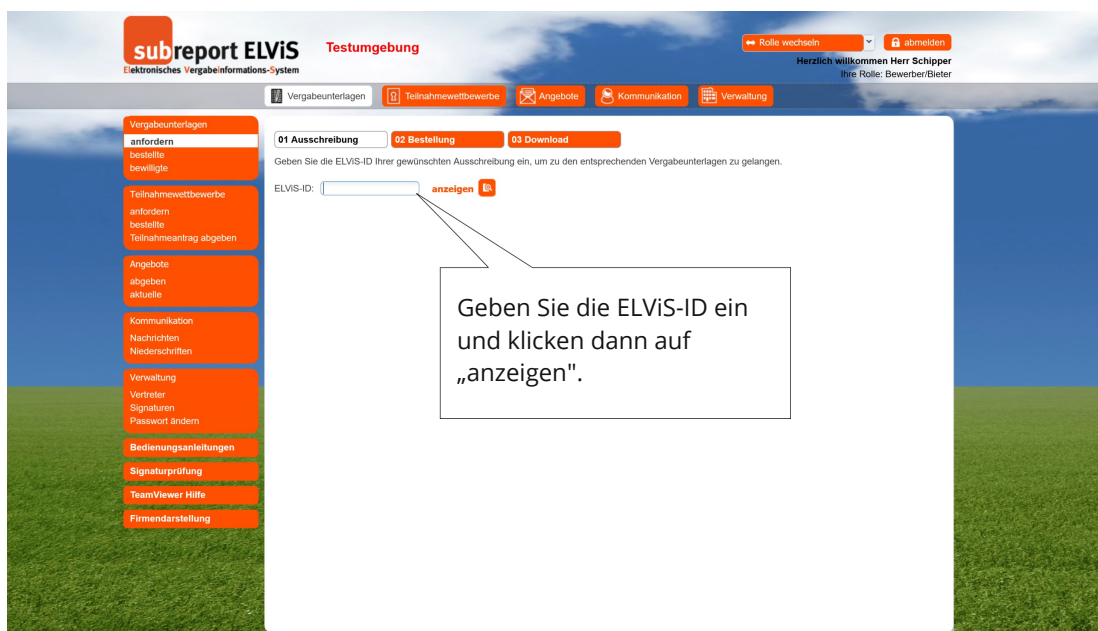 subreport ELViS
Elektronisches Vergabeinformations-System
Testumgebung
Rolle wechseln
abmelden
Herzlich willkommen Herr Schipper
Ihre Rolle: Bewerber/Bieter
Vergabeunterlagen
Teilnahmewettbewerbe
Angebote
Kommunikation
Verwaltung
Vergabeunterlagen
anfordern
bestellte
bewilligte
Teilnahmewettbewerbe
anfordern
bestellte
Teilnahmeantrag abgeben
Angebote
abgeben
aktuelle
Kommunikation
Nachrichten
Niederschriften
Verwaltung
Vertreter
Signaturen
Passwort ändern
Bedienungsanleitungen
Signaturprüfung
TeamViewer Hilfe
Firmendarstellung
01 Ausschreibung
02 Bestellung
03 Download
Geben Sie die ELViS-ID Ihrer gewünschten Ausschreibung ein, um zu den entsprechenden Vergabeunterlagen zu gelangen.
ELViS-ID:
anzeigen
Geben Sie die ELViS-ID ein
und klicken dann auf
„anzeigen".